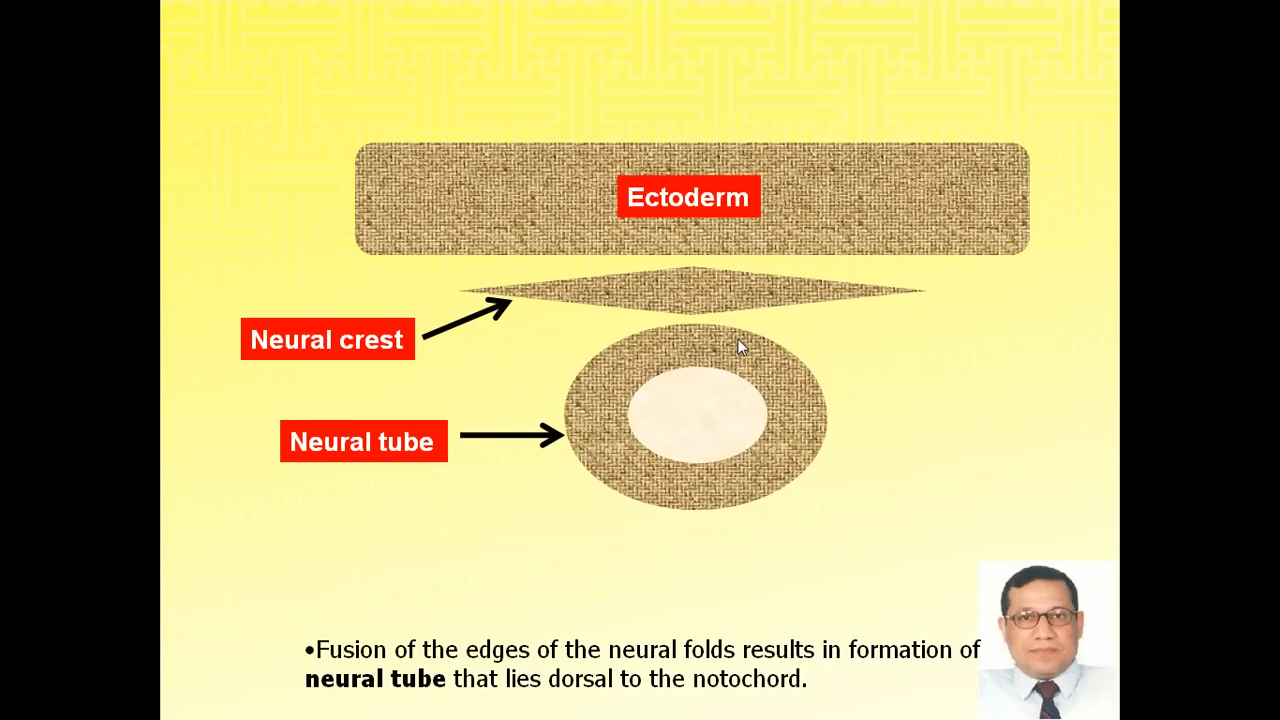 Ectoderm
Neural crest
Neural tube
•Fusion of the edges of the neural folds results in formation of
neural tube that lies dorsal to the notochord.